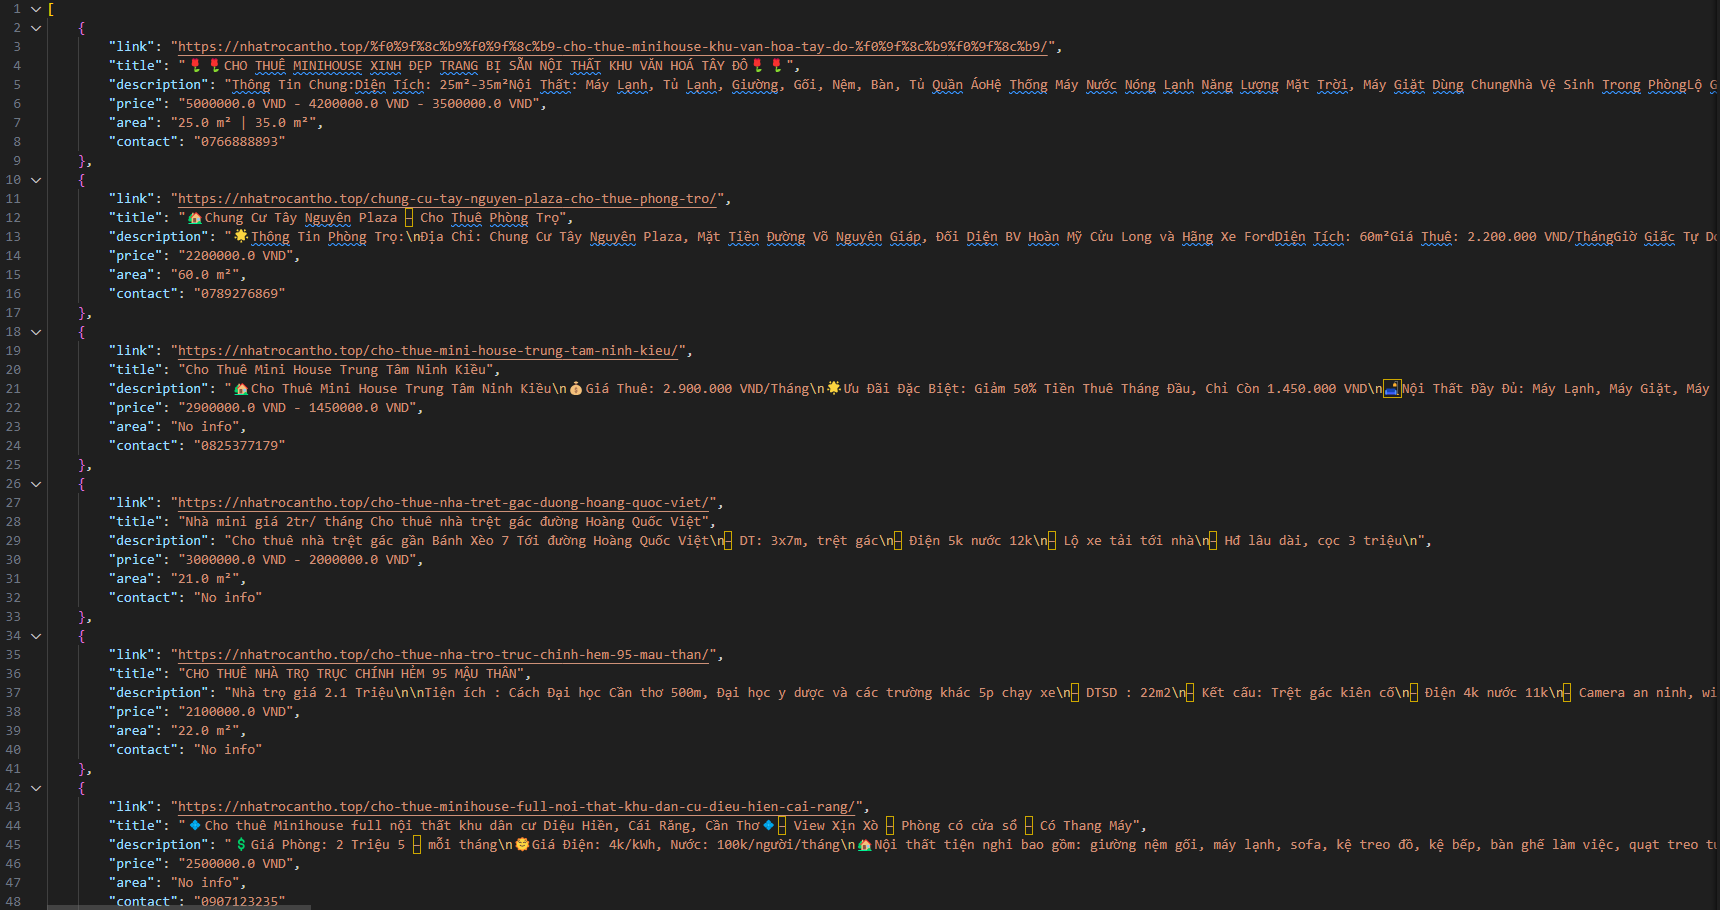 1 [
2 {
3 "link": "https://nhatrocantho.top/%f0%9f%8c%b9%f0%9f%8c%b9-cho-thue-minihouse-khu-van-hoa-tay-do-%f0%9f%8c%b9%f0%9f%8c%b9/",
4 "title": "🌹🌹CHO THUÊ MINIHOUSE XINH ĐẸP TRANG BỊ SẴN NỘI THẤT KHU VĂN HOÁ TÂY ĐÔ🌹🌹",
5 "description": "Thông Tin Chung:Diện Tích: 25m²-35m²Nội Thất: Máy Lạnh, Tủ Lạnh, Giường, Gối, Nệm, Bàn, Tủ Quần ÁoHệ Thống Máy Nước Nóng Lạnh Năng Lượng Mặt Trời, Máy Giặt Dùng ChungNhà Vệ Sinh Trong PhòngLộ G
6 "price": "5000000.0 VND - 4200000.0 VND - 3500000.0 VND",
7 "area": "25.0 m² | 35.0 m²",
8 "contact": "0766888893"
9 },
10 {
11 "link": "https://nhatrocantho.top/chung-cu-tay-nguyen-plaza-cho-thue-phong-tro/",
12 "title": "🏠Chung Cư Tây Nguyên Plaza – Cho Thuê Phòng Trọ",
13 "description": "🌟Thông Tin Phòng Trọ:\nĐịa Chỉ: Chung Cư Tây Nguyên Plaza, Mặt Tiền Đường Võ Nguyên Giáp, Đối Diện BV Hoàn Mỹ Cửu Long và Hãng Xe FordDiện Tích: 60m²Giá Thuê: 2.200.000 VND/ThángGiờ Giấc Tự Do
14 "price": "2200000.0 VND",
15 "area": "60.0 m²",
16 "contact": "0789276869"
17 },
18 {
19 "link": "https://nhatrocantho.top/cho-thue-mini-house-trung-tam-ninh-kieu/",
20 "title": "Cho Thuê Mini House Trung Tâm Ninh Kiều",
21 "description": "🏠Cho Thuê Mini House Trung Tâm Ninh Kiều\n💰Giá Thuê: 2.900.000 VND/Tháng\n🌟Ưu Đãi Đặc Biệt: Giảm 50% Tiền Thuê Tháng Đầu, Chỉ Còn 1.450.000 VND\n🛋Nội Thất Đầy Đủ: Máy Lạnh, Máy Giặt, Máy
22 "price": "2900000.0 VND - 1450000.0 VND",
23 "area": "No info",
24 "contact": "0825377179"
25 },
26 {
27 "link": "https://nhatrocantho.top/cho-thue-nha-tret-gac-duong-hoang-quoc-viet/",
28 "title": "Nhà mini giá 2tr/ tháng Cho thuê nhà trệt gác đường Hoàng Quốc Việt",
29 "description": "Cho thuê nhà trệt gác gần Bánh Xèo 7 Tới đường Hoàng Quốc Việt\n– DT: 3x7m, trệt gác\n– Điện 5k nước 12k\n– Lộ xe tải tới nhà\n– Hđ lâu dài, cọc 3 triệu\n",
30 "price": "3000000.0 VND - 2000000.0 VND",
31 "area": "21.0 m²",
32 "contact": "No info"
33 },
34 {
35 "link": "https://nhatrocantho.top/cho-thue-nha-tro-truc-chinh-hem-95-mau-than/",
36 "title": "CHO THUÊ NHÀ TRỌ TRỤC CHÍNH HẺM 95 MẬU THÂN",
37 "description": "Nhà trọ giá 2.1 Triệu\n\nTiện ích : Cách Đại học Cần thơ 500m, Đại học y dược và các trường khác 5p chạy xe\n– DTSD : 22m2\n– Kết cấu: Trệt gác kiên cố\n– Điện 4k nước 11k\n– Camera an ninh, wi
38 "price": "2100000.0 VND",
39 "area": "22.0 m²",
40 "contact": "No info"
41 },
42 {
43 "link": "https://nhatrocantho.top/cho-thue-minihouse-full-noi-that-khu-dan-cu-dieu-hien-cai-rang/",
44 "title": "💠Cho thuê Minihouse full nội thất khu dân cư Diệu Hiền, Cái Răng, Cần Thơ💠– View Xịn Xò – Phòng có cửa sổ – Có Thang Máy",
45 "description": "💲Giá Phòng: 2 Triệu 5 – mỗi tháng\n🌞Giá Điện: 4k/kWh, Nước: 100k/người/tháng\n🏠Nội thất tiện nghi bao gồm: giường nệm gối, máy lạnh, sofa, kệ treo đồ, kệ bếp, bàn ghế làm việc, quạt treo tư
46 "price": "2500000.0 VND",
47 "area": "No info",
48 "contact": "0907123235"